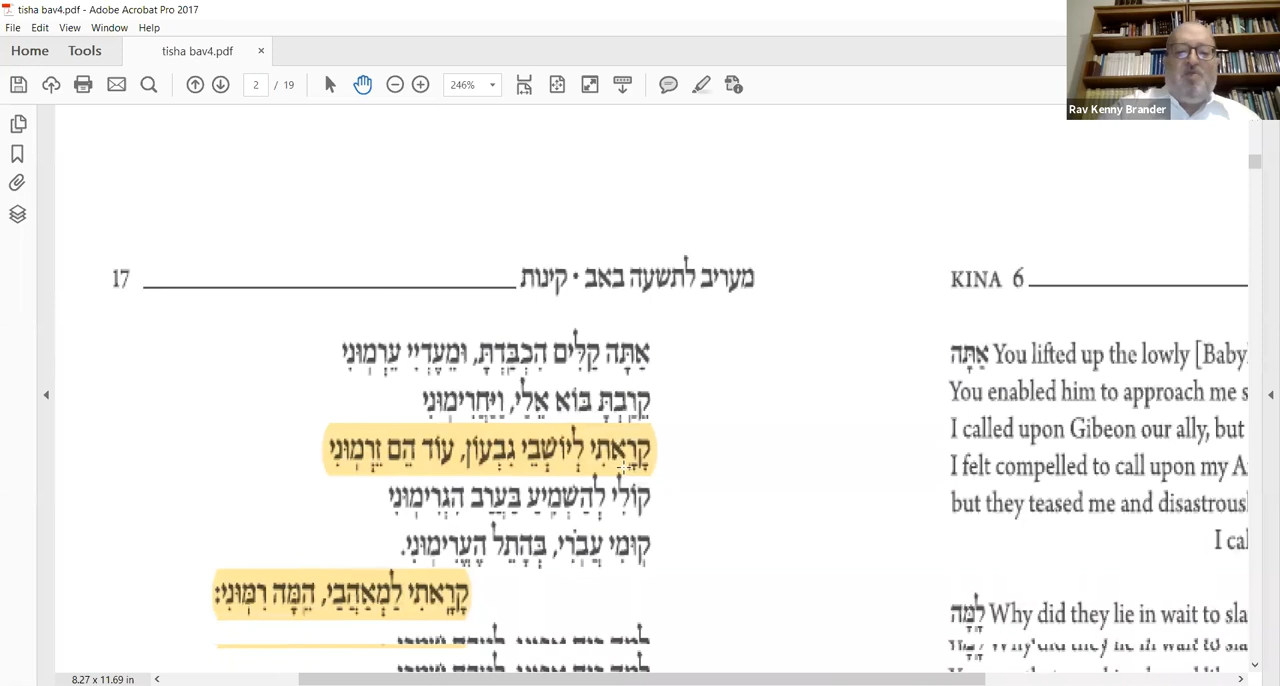 tisha bav4.pdf - Adobe Acrobat Pro 2017
File Edit View Window Help
Home Tools tisha bav4.pdf ×
2 / 19 246%
Rav Kenny Brander
17 מעריב לתשעה באב • קינות
אַתָּה קַלִּים הִכְבַּדְתָּ, וּמֵעֶדְיִי עֵרְמוּנִי
קֵרַבְתָּ בּוֹא אֵלַי, וַיַּחֲרִימוּנִי
קָרָאתִי לְיוֹשְׁבֵי גִבְעוֹן, עוֹד הֵם זֵרְמוּנִי
קוֹלִי לְהַשְׁמִיעַ בַּעֲרָב הִגְרִימוּנִי
קוּמִי עֲבֹרִי, בְּהָתֵל הֶעֱרִימוּנִי.
קָרָאתִי לַמְאַהֲבַי, הֵמָּה רִמּוּנִי:
KINA 6
אַתָּה You lifted up the lowly [Baby
You enabled him to approach me s
I called upon Gibeon our ally, but
I felt compelled to call upon my A
but they teased me and disastrous
I cal
לָמָּה Why did they lie in wait to sla
8.27 x 11.69 in